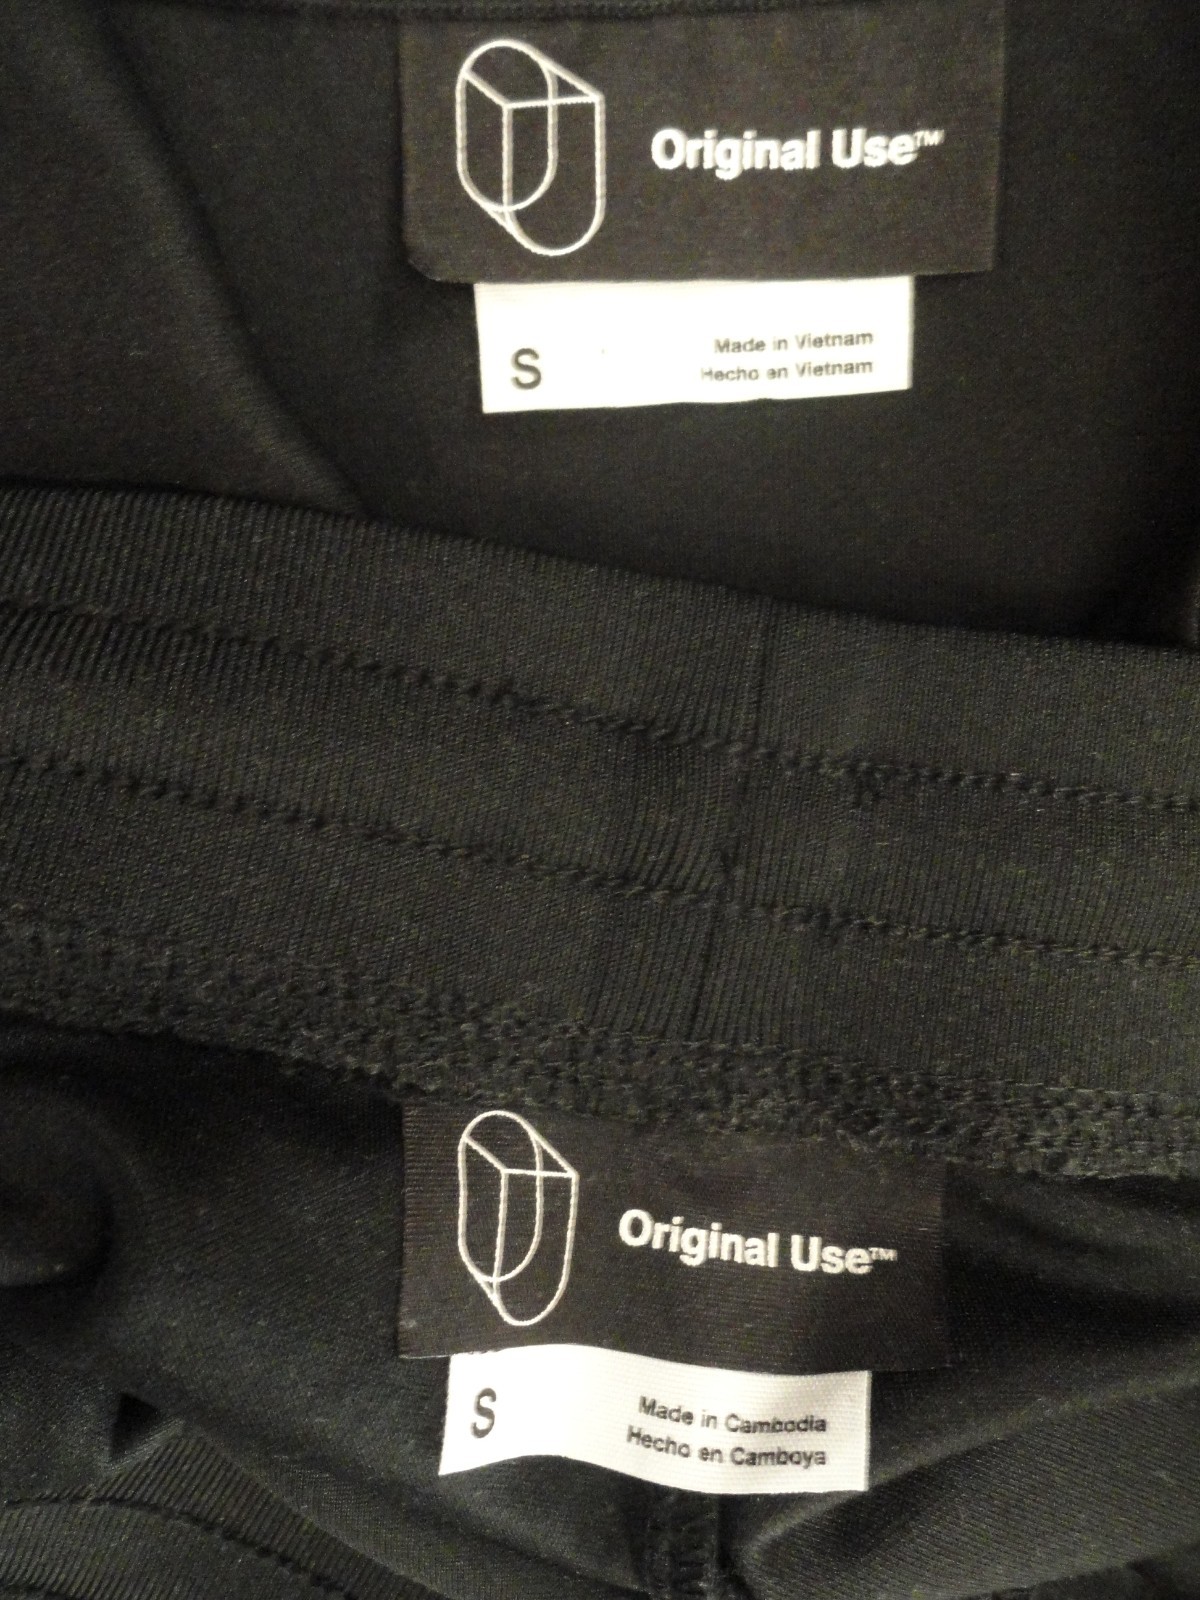 Original Use™
S
Made in Vietnam
Hecho en Vietnam
Original Use™
S
Made in Cambodia
Hecho en Camboya